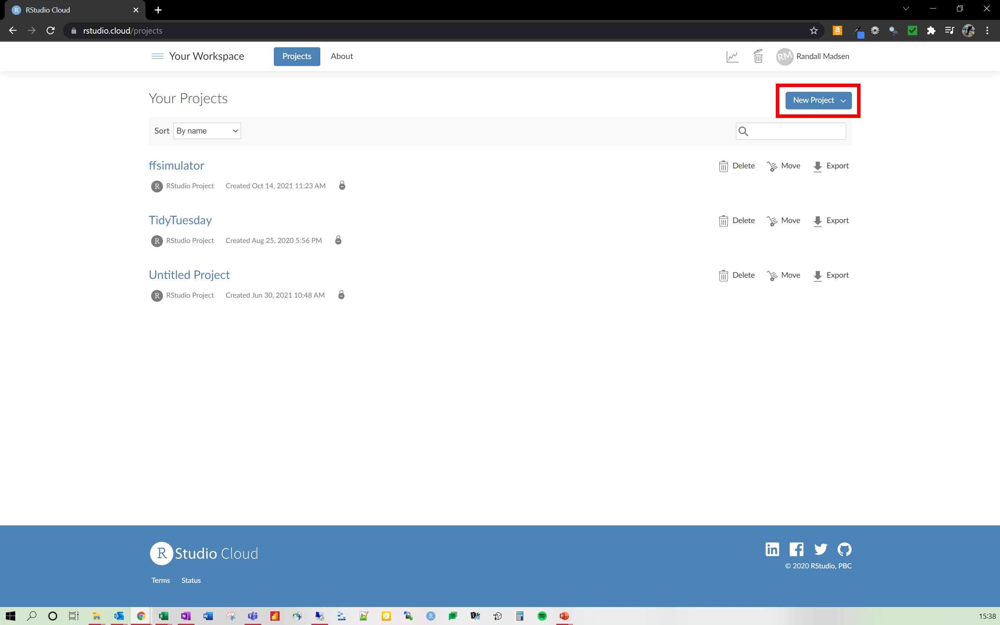 RStudio Cloud
rstudio.cloud/projects
Your Workspace Projects About RM Randall Madsen
Your Projects New Project
Sort By name
ffsimulator Delete Move Export
R RStudio Project Created Oct 14, 2021 11:23 AM
TidyTuesday Delete Move Export
R RStudio Project Created Aug 25, 2020 5:56 PM
Untitled Project Delete Move Export
R RStudio Project Created Jun 30, 2021 10:48 AM
R Studio Cloud
© 2020 RStudio, PBC
Terms Status
15:38